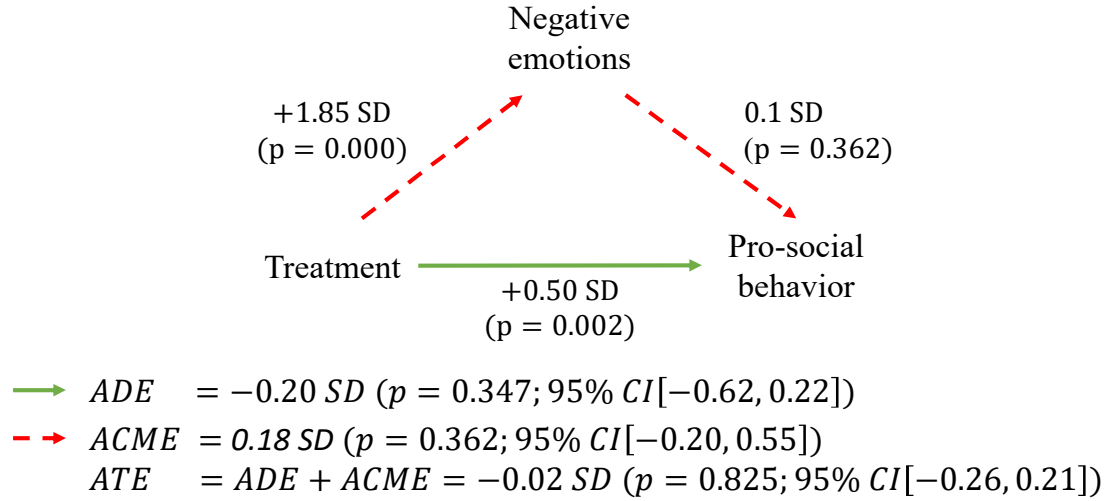 Negative
emotions
+1.85 SD
(p = 0.000)
0.1 SD
(p = 0.362)
Treatment
Pro-social
behavior
+0.50 SD
(p = 0.002)
ADE = −0.20 SD (p = 0.347; 95% CI[−0.62, 0.22])
ACME = 0.18 SD (p = 0.362; 95% CI[−0.20, 0.55])
ATE = ADE + ACME = −0.02 SD (p = 0.825; 95% CI[−0.26, 0.21])